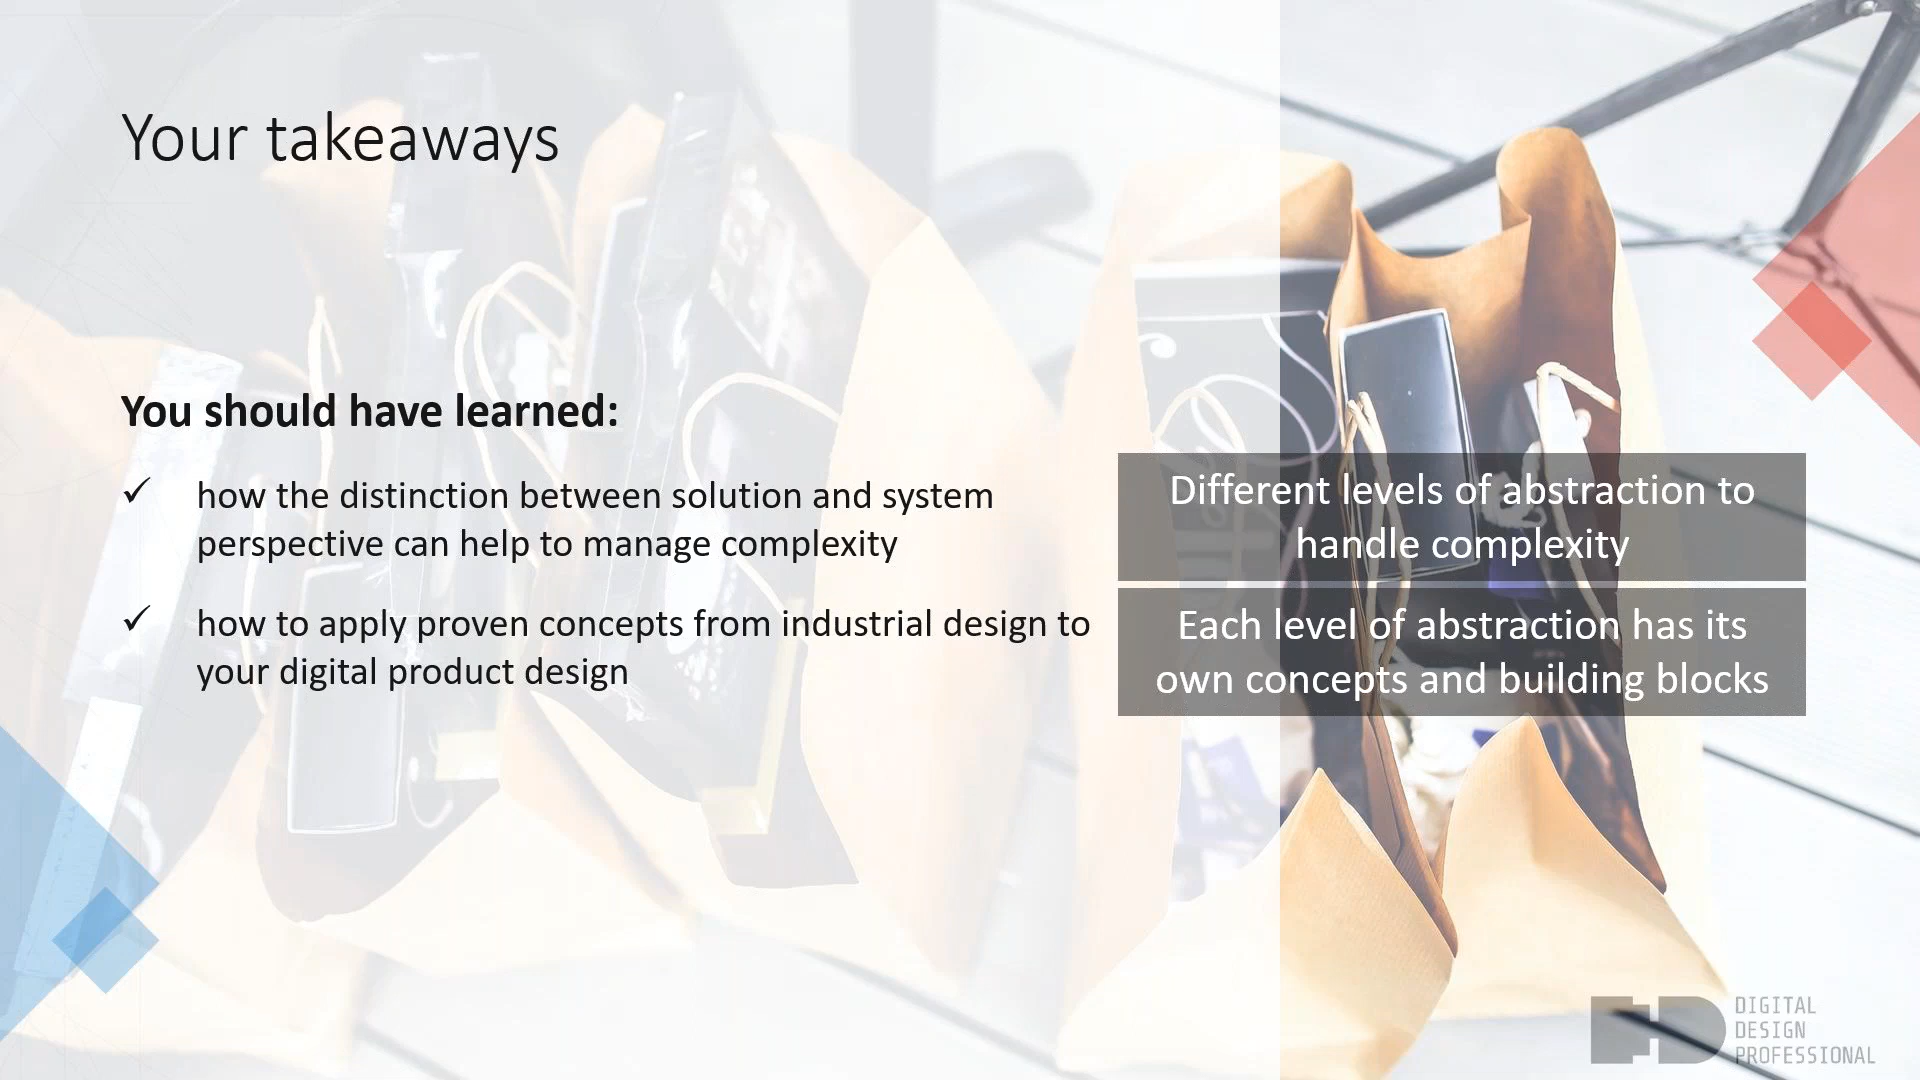 Your takeaways
You should have learned:
✓ how the distinction between solution and system
perspective can help to manage complexity
✓ how to apply proven concepts from industrial design to
your digital product design
Different levels of abstraction to
handle complexity
Each level of abstraction has its
own concepts and building blocks
DIGITAL
DESIGN
PROFESSIONAL